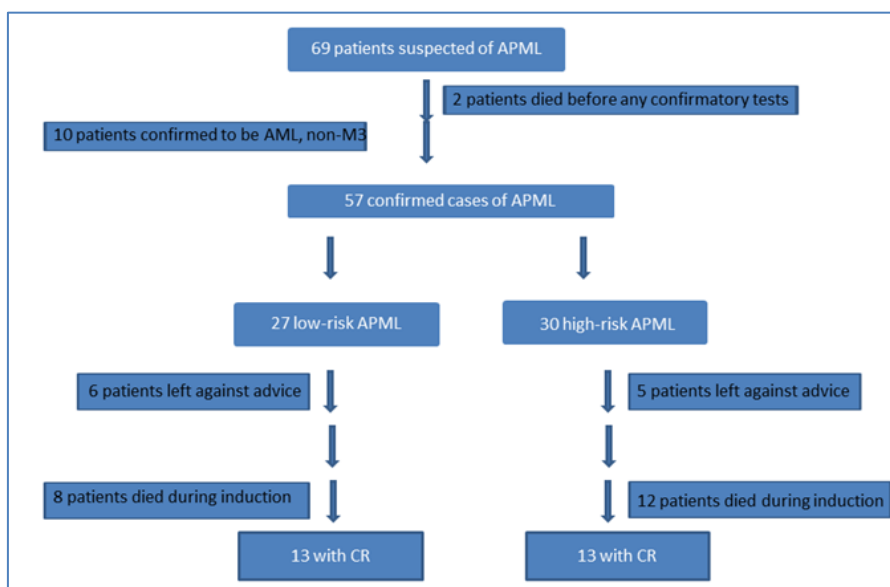 69 patients suspected of APML
2 patients died before any confirmatory tests
10 patients confirmed to be AML, non-M3
57 confirmed cases of APML
27 low-risk APML
30 high-risk APML
6 patients left against advice
5 patients left against advice
8 patients died during induction
12 patients died during induction
13 with CR
13 with CR